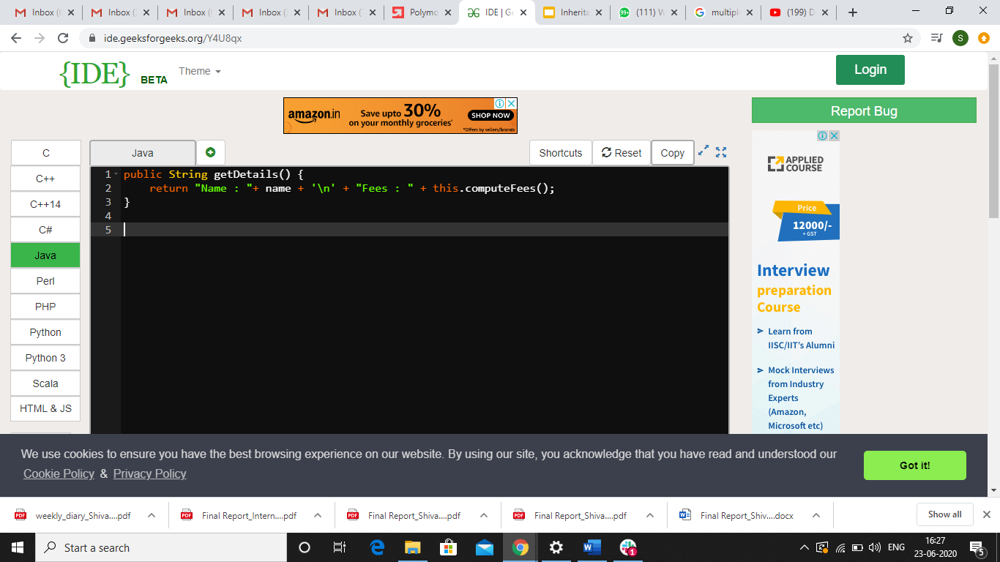 Inbox (
Inbox (
Inbox (
Inbox (
Inbox (
Polymo
IDE | Ge
Inherita
99+
(111) W
multiple
(199) D
ide.geeksforgeeks.org/Y4U8qx
S
{IDE} BETA
Theme
Login
amazon.in
Save upto 30%
on your monthly groceries*
SHOP NOW
*Offers by sellers/brands
Report Bug
C
C++
C++14
C#
Java
Perl
PHP
Python
Python 3
Scala
HTML & JS
Java
Shortcuts
Reset
Copy
1 public String getDetails() {
2 return "Name : "+ name + '\n' + "Fees : " + this.computeFees();
3 }
4
5
APPLIED
COURSE
Price
12000/-
+ GST
Interview
preparation
Course
➤ Learn from
IISC/IIT's Alumni
➤ Mock Interviews
from Industry
Experts
(Amazon,
Microsoft etc)
We use cookies to ensure you have the best browsing experience on our website. By using our site, you acknowledge that you have read and understood our
Cookie Policy & Privacy Policy
Got it!
weekly_diary_Shiva....pdf
Final Report_Intern....pdf
Final Report_Shiva....pdf
Final Report_Shiva....pdf
Final Report_Shiv....docx
Show all
Start a search
1
ENG
16:27
23-06-2020
5